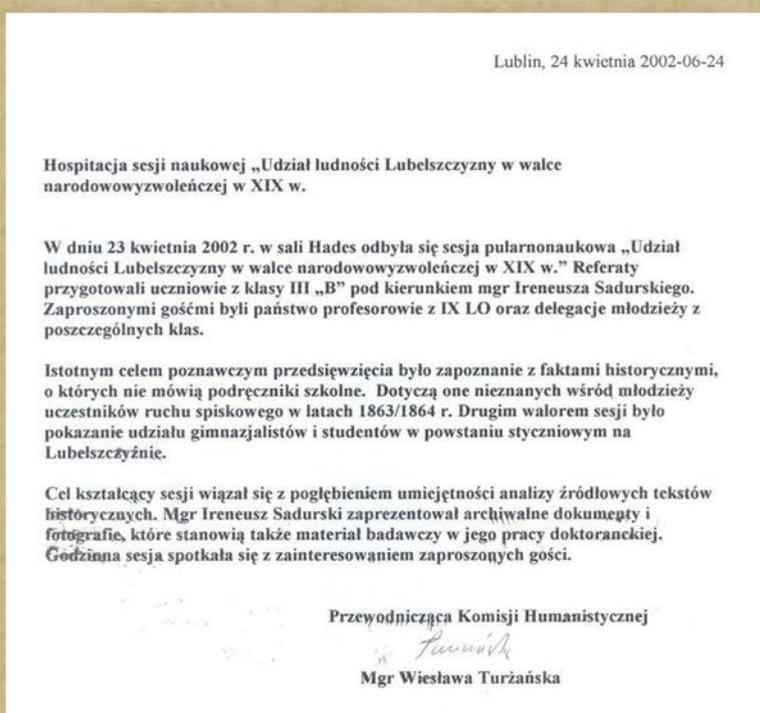 Lublin, 24 kwietnia 2002-06-24
Hospitacja sesji naukowej „Udział ludności Lubelszczyzny w walce
narodowowyzwoleńczej w XIX w.
W dniu 23 kwietnia 2002 r. w sali Hades odbyła się sesja pularnonaukowa „Udział
ludności Lubelszczyzny w walce narodowowyzwoleńczej w XIX w.” Referaty
przygotowali uczniowie z klasy III „B” pod kierunkiem mgr Ireneusza Sadurskiego.
Zaproszonymi gośćmi byli państwo profesorowie z IX LO oraz delegacje młodzieży z
poszczególnych klas.
Istotnym celem poznawczym przedsięwzięcia było zapoznanie z faktami historycznymi,
o których nie mówią podręczniki szkolne. Dotyczą one nieznanych wśród młodzieży
uczestników ruchu spiskowego w latach 1863/1864 r. Drugim walorem sesji było
pokazanie udziału gimnazjalistów i studentów w powstaniu styczniowym na
Lubelszczyźnie.
Cel kształcący sesji wiązał się z pogłębieniem umiejętności analizy źródłowych tekstów
historycznych. Mgr Ireneusz Sadurski zaprezentował archiwalne dokumenty i
fotografie, które stanowią także materiał badawczy w jego pracy doktoranckiej.
Godzinna sesja spotkała się z zainteresowaniem zaproszonych gości.
Przewodnicząca Komisji Humanistycznej
Mgr Wiesława Turżańska